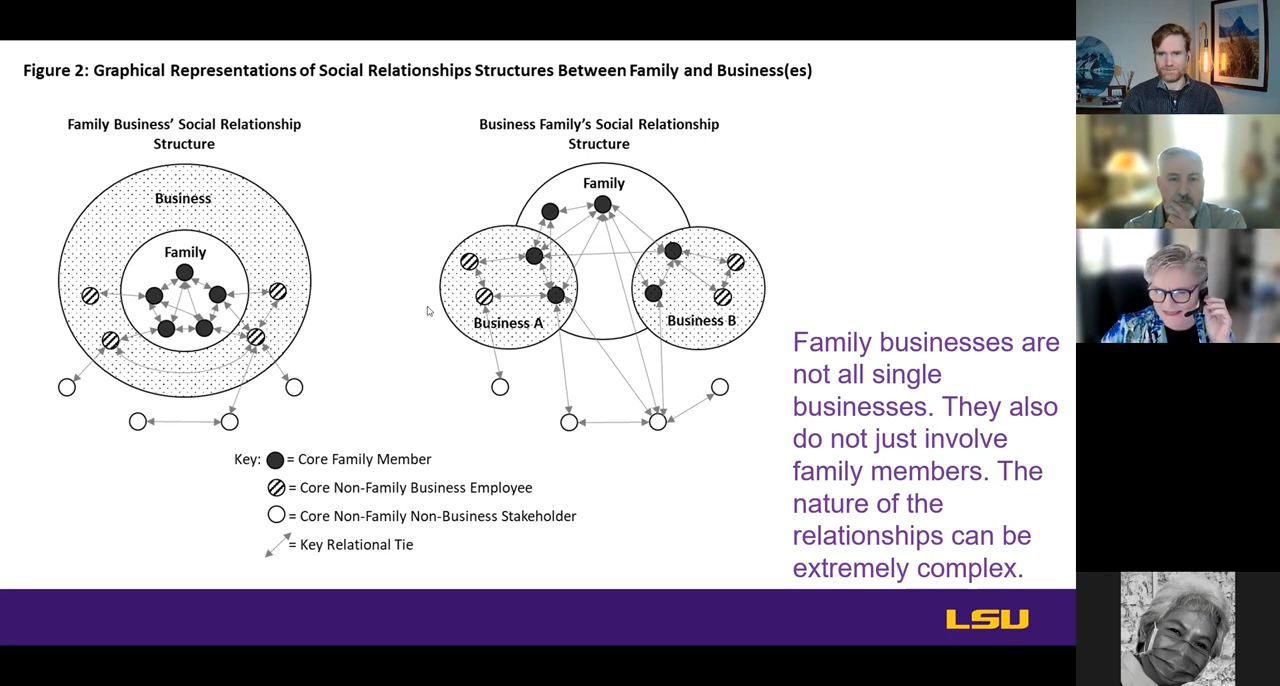 Figure 2: Graphical Representations of Social Relationships Structures Between Family and Business(es)
Family Business' Social Relationship
Structure
Business
Family
Business Family's Social Relationship
Structure
Family
Business A
Business B
Key: = Core Family Member
= Core Non-Family Business Employee
= Core Non-Family Non-Business Stakeholder
= Key Relational Tie
Family businesses are
not all single
businesses. They also
do not just involve
family members. The
nature of the
relationships can be
extremely complex.
LSU